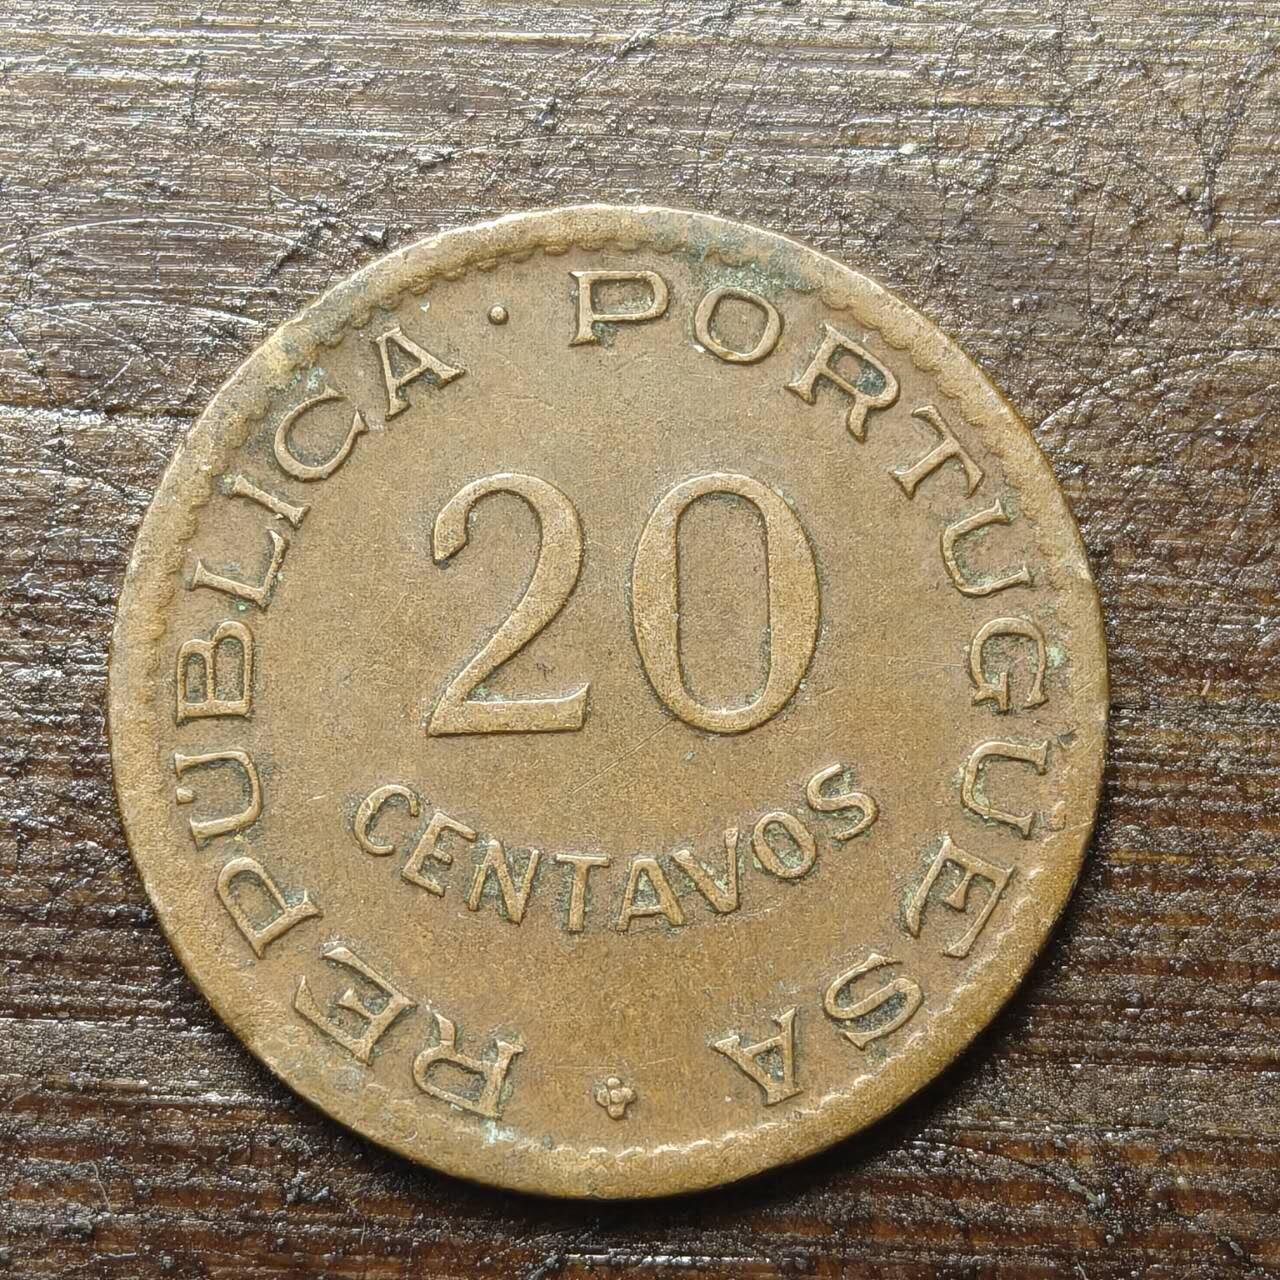 REPÚBLICA · PORTUGUESA
20
CENTAVOS